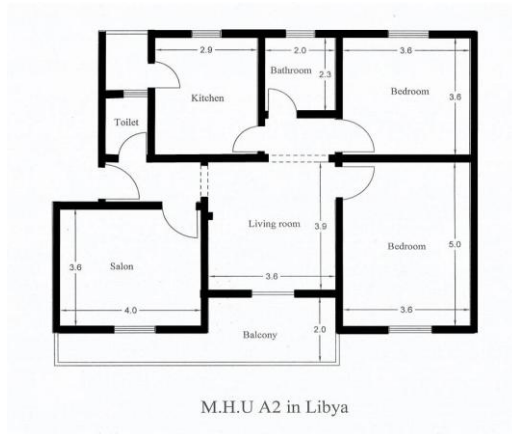 2.9
2.0
3.6
Bathroom
2.3
Kitchen
Bedroom
3.6
Toilet
Living room
3.9
Bedroom
5.0
Salon
3.6
3.6
4.0
3.6
Balcony
2.0
M.H.U A2 in Libya